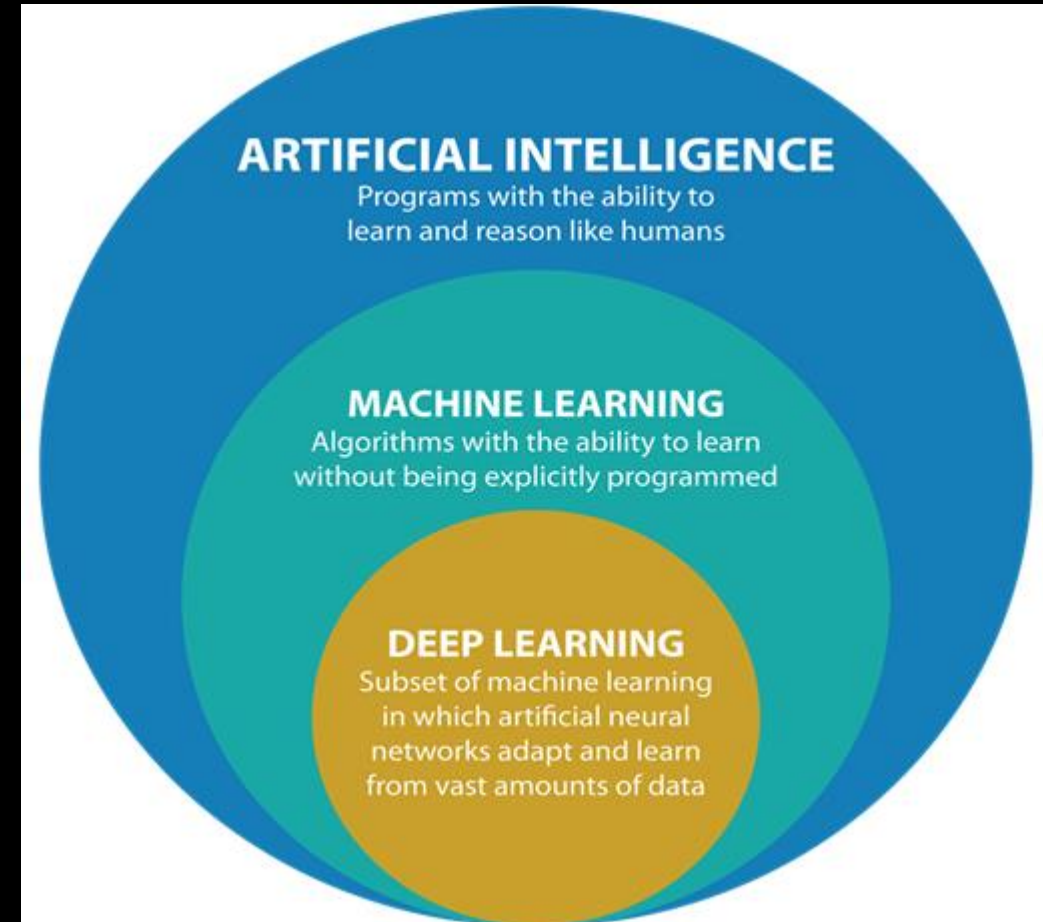 ARTIFICIAL INTELLIGENCE
Programs with the ability to
learn and reason like humans
MACHINE LEARNING
Algorithms with the ability to learn
without being explicitly programmed
DEEP LEARNING
Subset of machine learning
in which artificial neural
networks adapt and learn
from vast amounts of data